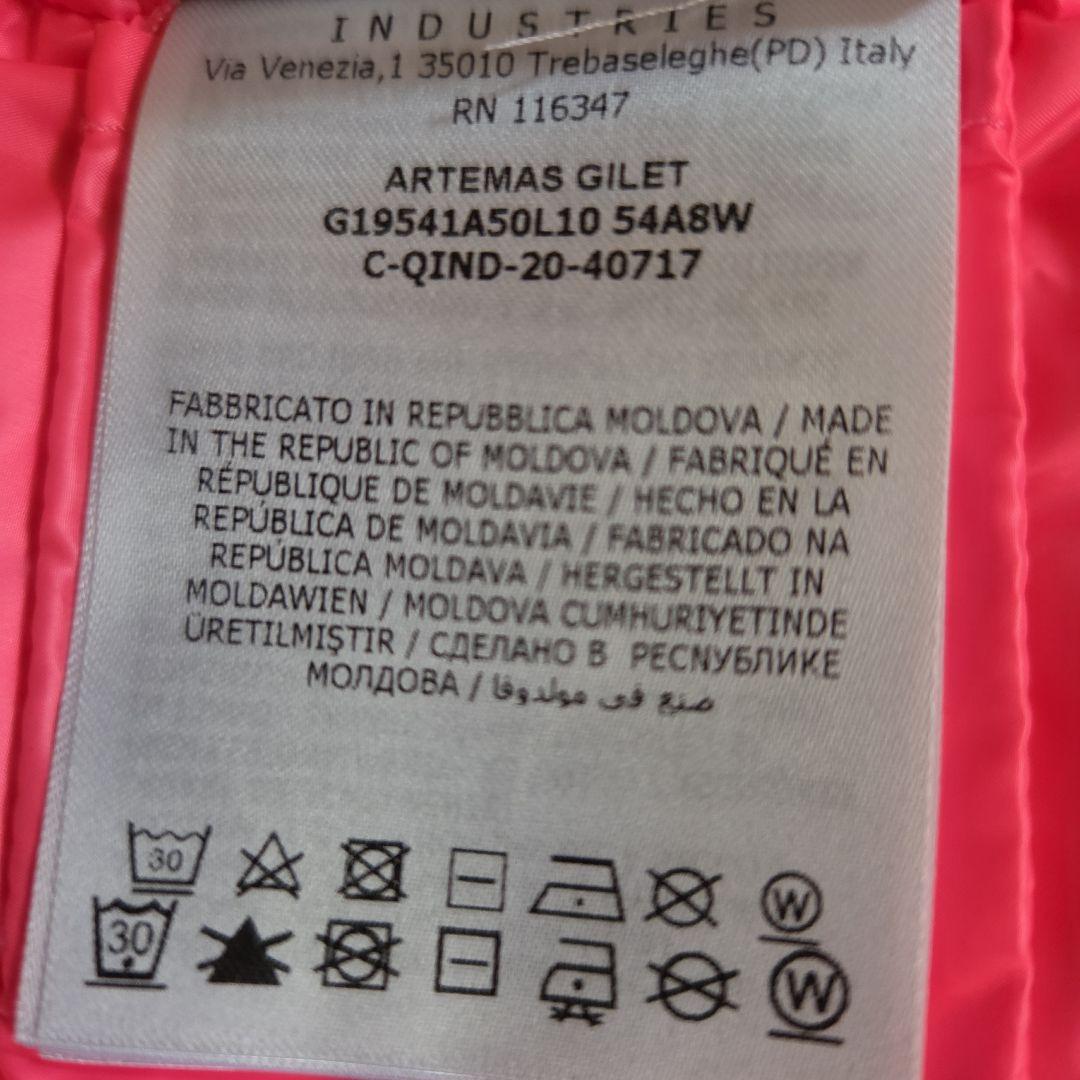 INDUSTRIES
Via Venezia,1 35010 Trebaseleghe(PD) Italy
RN 116347
ARTEMAS GILET
G19541A50L10 54A8W
C-QIND-20-40717
FABBRICATO IN REPUBBLICA MOLDOVA / MADE
IN THE REPUBLIC OF MOLDOVA / FABRIQUÉ EN
RÉPUBLIQUE DE MOLDAVIE / HECHO EN LA
REPÚBLICA DE MOLDAVIA / FABRICADO NA
REPÚBLICA MOLDAVA / HERGESTELLT IN
MOLDAWIEN / MOLDOVA CUMHURIYETINDE
ÜRETILMIŞTIR / СДЕЛАНО В РЕСПУБЛИКЕ
МОЛДОВА / صنع في مولدوفا
30 W
30 W